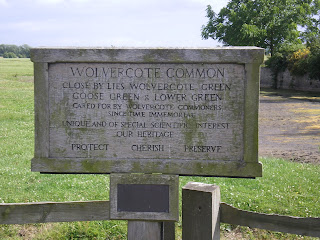 WOLVERCOTE COMMON
CLOSE BY LIES WOLVERCOTE GREEN
GOOSE GREEN & LOWER GREEN
CARED FOR BY WOLVERCOTE COMMONERS
SINCE TIME IMMEMORIAL
UNIQUE AND OF SPECIAL SCIENTIFIC INTEREST
OUR HERITAGE
PROTECT CHERISH PRESERVE